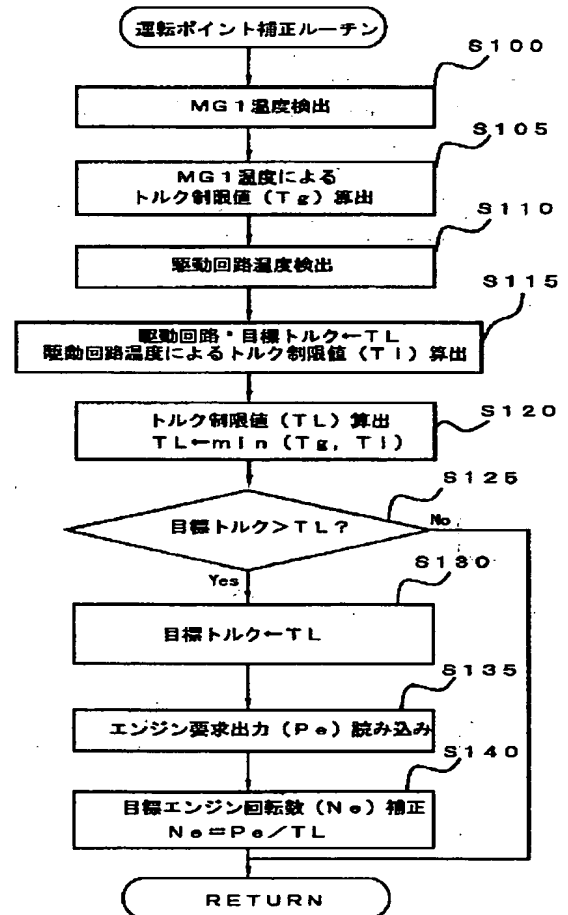 運転ポイント補正ルーチン
S100
MG1温度検出
S105
MG1温度による
トルク制限値（Tg）算出
S110
駆動回路温度検出
S115
駆動回路・目標トルク←TL
駆動回路温度によるトルク制限値（Ti）算出
S120
トルク制限値（TL）算出
TL←min（Tg，Ti）
S125
目標トルク＞TL？
No
Yes
S130
目標トルク←TL
S135
エンジン要求出力（Pe）読み込み
S140
目標エンジン回転数（Ne）補正
Ne＝Pe／TL
RETURN